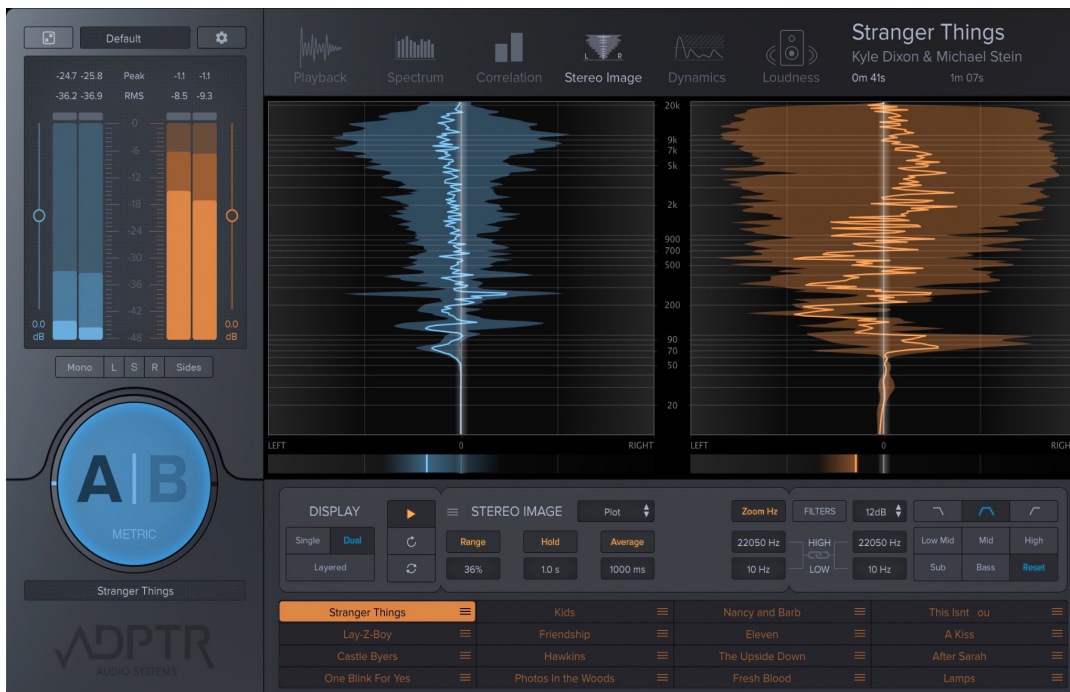 Default
-24.7 -25.8 Peak -1.1 -1.1
-36.2 -36.9 RMS -8.5 -9.3
0
-6
-12
-18
-24
-30
-36
-42
-48
0.0 dB
0.0 dB
Mono L S R Sides
A|B
METRIC
Stranger Things
ADPTR
AUDIO SYSTEMS
L R
Playback Spectrum Correlation Stereo Image Dynamics Loudness
Stranger Things
Kyle Dixon & Michael Stein
0m 41s 1m 07s
20k
9k
7k
5k
2k
900
700
500
200
90
70
50
20
LEFT 0 RIGHT
LEFT 0 RIGH
DISPLAY
Single Dual
Layered
STEREO IMAGE Plot
Range Hold Average
36% 1.0 s 1000 ms
Zoom Hz FILTERS 12dB
22050 Hz HIGH 22050 Hz
10 Hz LOW 10 Hz
Low Mid Mid High
Sub Bass Reset
Stranger Things Kids Nancy and Barb This Isnt ou
Lay-Z-Boy Friendship Eleven A Kiss
Castle Byers Hawkins The Upside Down After Sarah
One Blink For Yes Photos In the Woods Fresh Blood Lamps